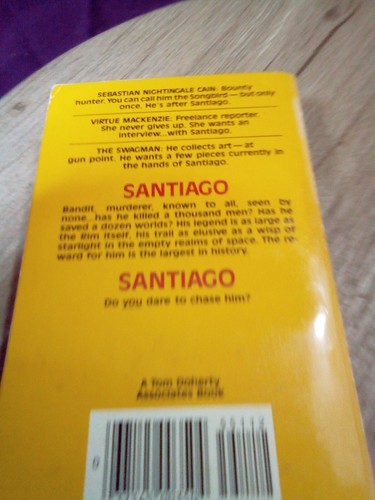 SEBASTIAN NIGHTINGALE CAIN: Bounty
hunter. You can call him the Songbird — but only
once. He's after Santiago.
VIRTUE MACKENZIE: Freelance reporter.
She never gives up. She wants an
interview...with Santiago.
THE SWAGMAN: He collects art — at
gun point. He wants a few pieces currently in
the hands of Santiago.
SANTIAGO
Bandit, murderer, known to all, seen by
none...has he killed a thousand men? Has he
saved a dozen worlds? His legend is as large as
the Rim itself, his trail as elusive as a wisp of
starlight in the empty realms of space. The re-
ward for him is the largest in history.
SANTIAGO
Do you dare to chase him?
A Tom Doherty
Associates Book
0